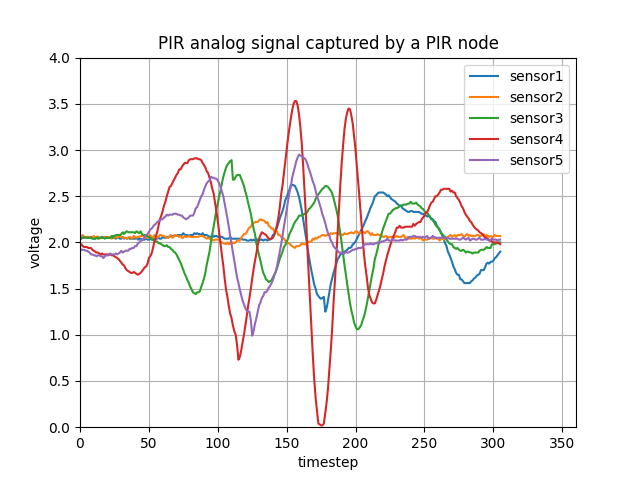 PIR analog signal captured by a PIR node
4.0
3.5
3.0
2.5
2.0
1.5
1.0
0.5
0.0
voltage
0 50 100 150 200 250 300 350
timestep
sensor1
sensor2
sensor3
sensor4
sensor5